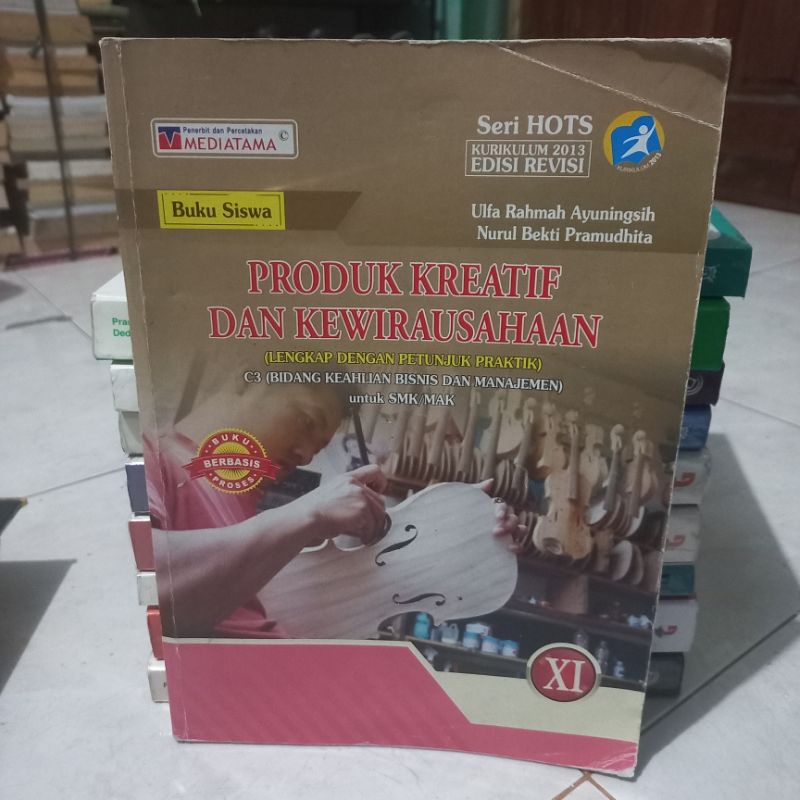 Penerbit dan Percetakan
MEDIATAMA
©
Seri HOTS
KURIKULUM 2013
EDISI REVISI
KURIKULUM 2013
Buku Siswa
Ulfa Rahmah Ayuningsih
Nurul Bekti Pramudhita
PRODUK KREATIF
DAN KEWIRAUSAHAAN
(LENGKAP DENGAN PETUNJUK PRAKTIK)
C3 (BIDANG KEAHLIAN BISNIS DAN MANAJEMEN)
untuk SMK/MAK
BUKU
BERBASIS
PROSES
XI